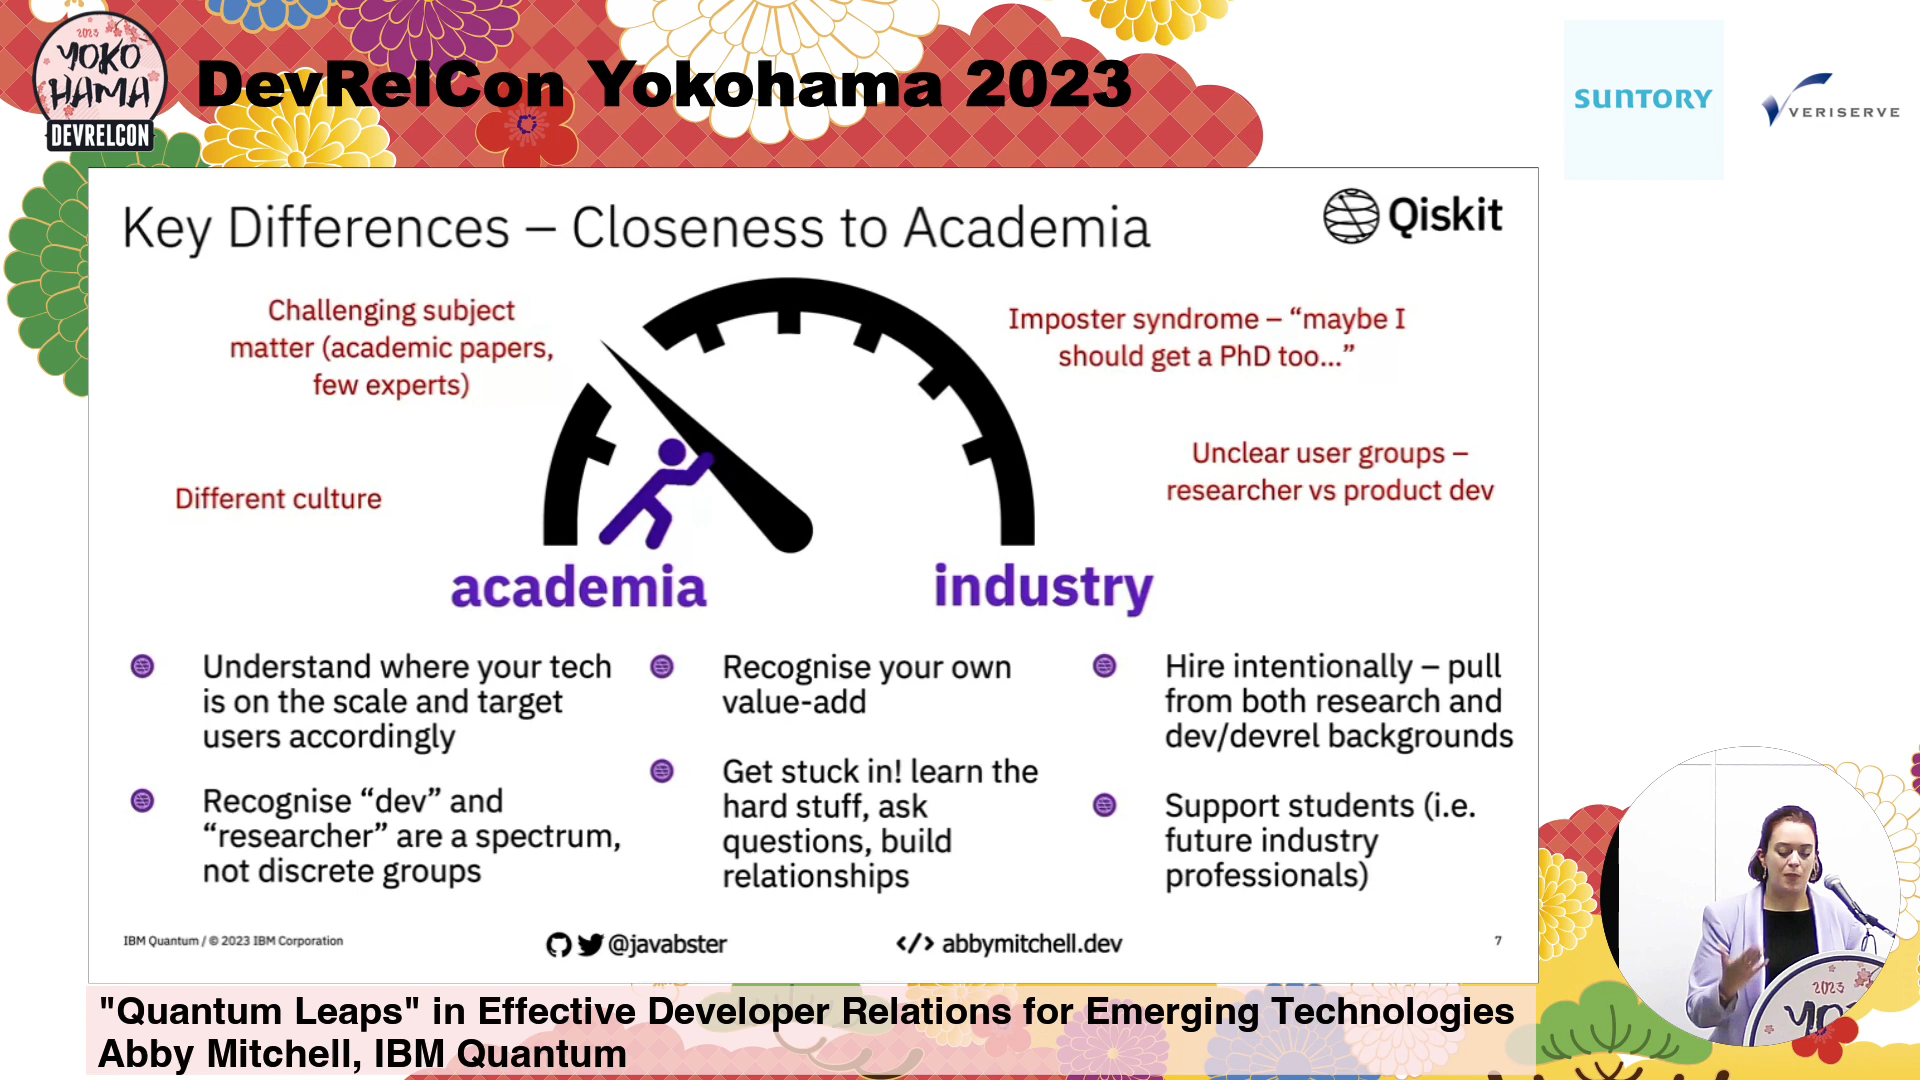 2023
YOKO
HAMA
DEVRELCON
DevRelCon Yokohama 2023
SUNTORY
VERISERVE
Key Differences – Closeness to Academia
Qiskit
Challenging subject
matter (academic papers,
few experts)
Imposter syndrome – “maybe I
should get a PhD too...”
Different culture
Unclear user groups –
researcher vs product dev
academia
industry
Understand where your tech
is on the scale and target
users accordingly
Recognise “dev” and
“researcher” are a spectrum,
not discrete groups
Recognise your own
value-add
Get stuck in! learn the
hard stuff, ask
questions, build
relationships
Hire intentionally – pull
from both research and
dev/devrel backgrounds
Support students (i.e.
future industry
professionals)
IBM Quantum / © 2023 IBM Corporation
@javabster
</> abbymitchell.dev
7
2023
YO
"Quantum Leaps" in Effective Developer Relations for Emerging Technologies
Abby Mitchell, IBM Quantum